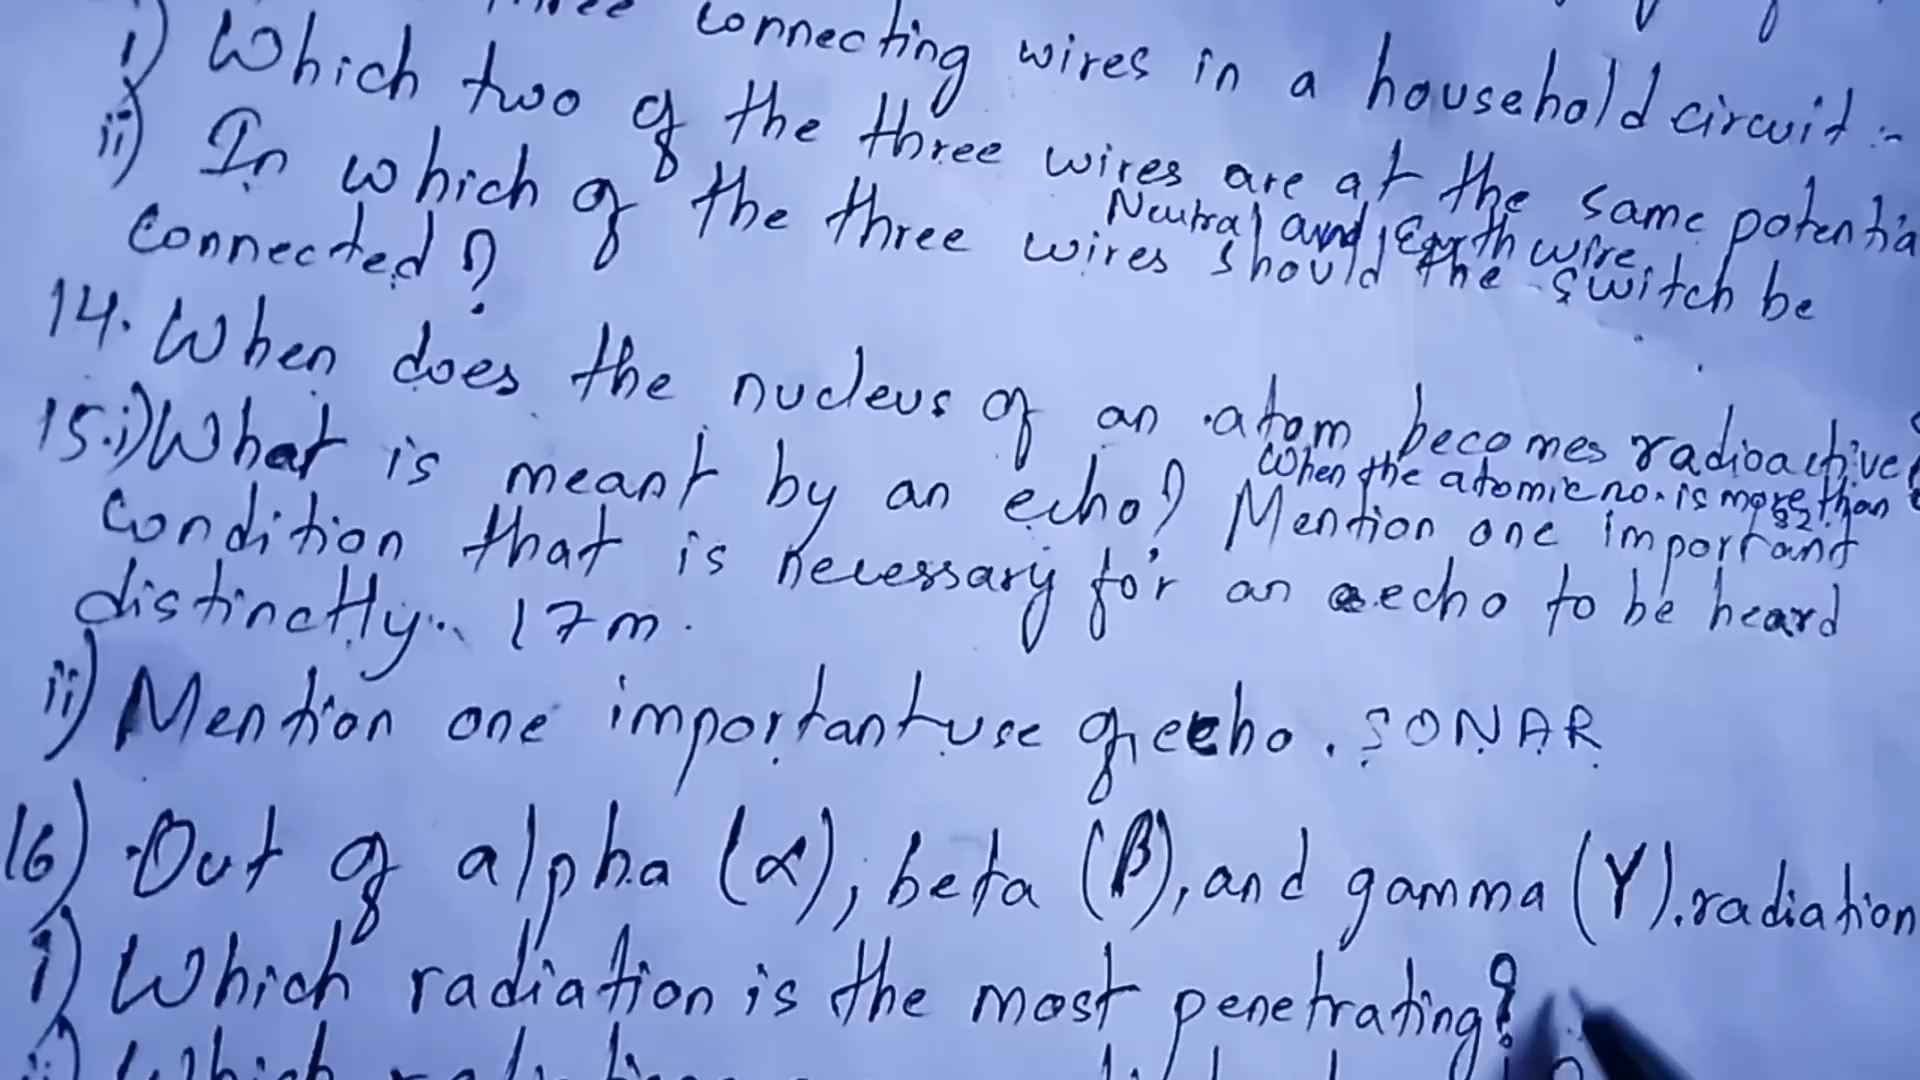 connecting wires in a household circuit :-
i) Which two of the three wires are at the same potentia
Neutral and Earth wire
ii) In which of the three wires should the switch be
connected?
14. When does the nucleus of an atom becomes radioactive
When the atomic no. is more than
82
15.i) What is meant by an echo? Mention one important
condition that is necessary for an echo to be heard
distinctly. 17m.
ii) Mention one important use of echo. SONAR
16) Out of alpha (α), beta (β), and gamma (γ).radiation
i) Which radiation is the most penetrating?
ii) Which